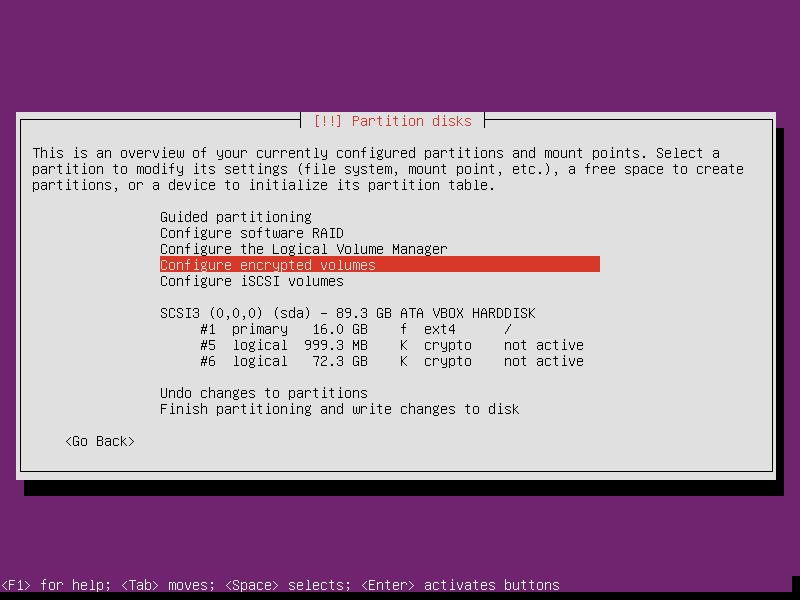 [!!] Partition disks
This is an overview of your currently configured partitions and mount points. Select a
partition to modify its settings (file system, mount point, etc.), a free space to create
partitions, or a device to initialize its partition table.
Guided partitioning
Configure software RAID
Configure the Logical Volume Manager
Configure encrypted volumes
Configure iSCSI volumes
SCSI3 (0,0,0) (sda) - 89.3 GB ATA VBOX HARDDISK
#1 primary 16.0 GB f ext4 /
#5 logical 999.3 MB K crypto not active
#6 logical 72.3 GB K crypto not active
Undo changes to partitions
Finish partitioning and write changes to disk
<Go Back>
<F1> for help; <Tab> moves; <Space> selects; <Enter> activates buttons